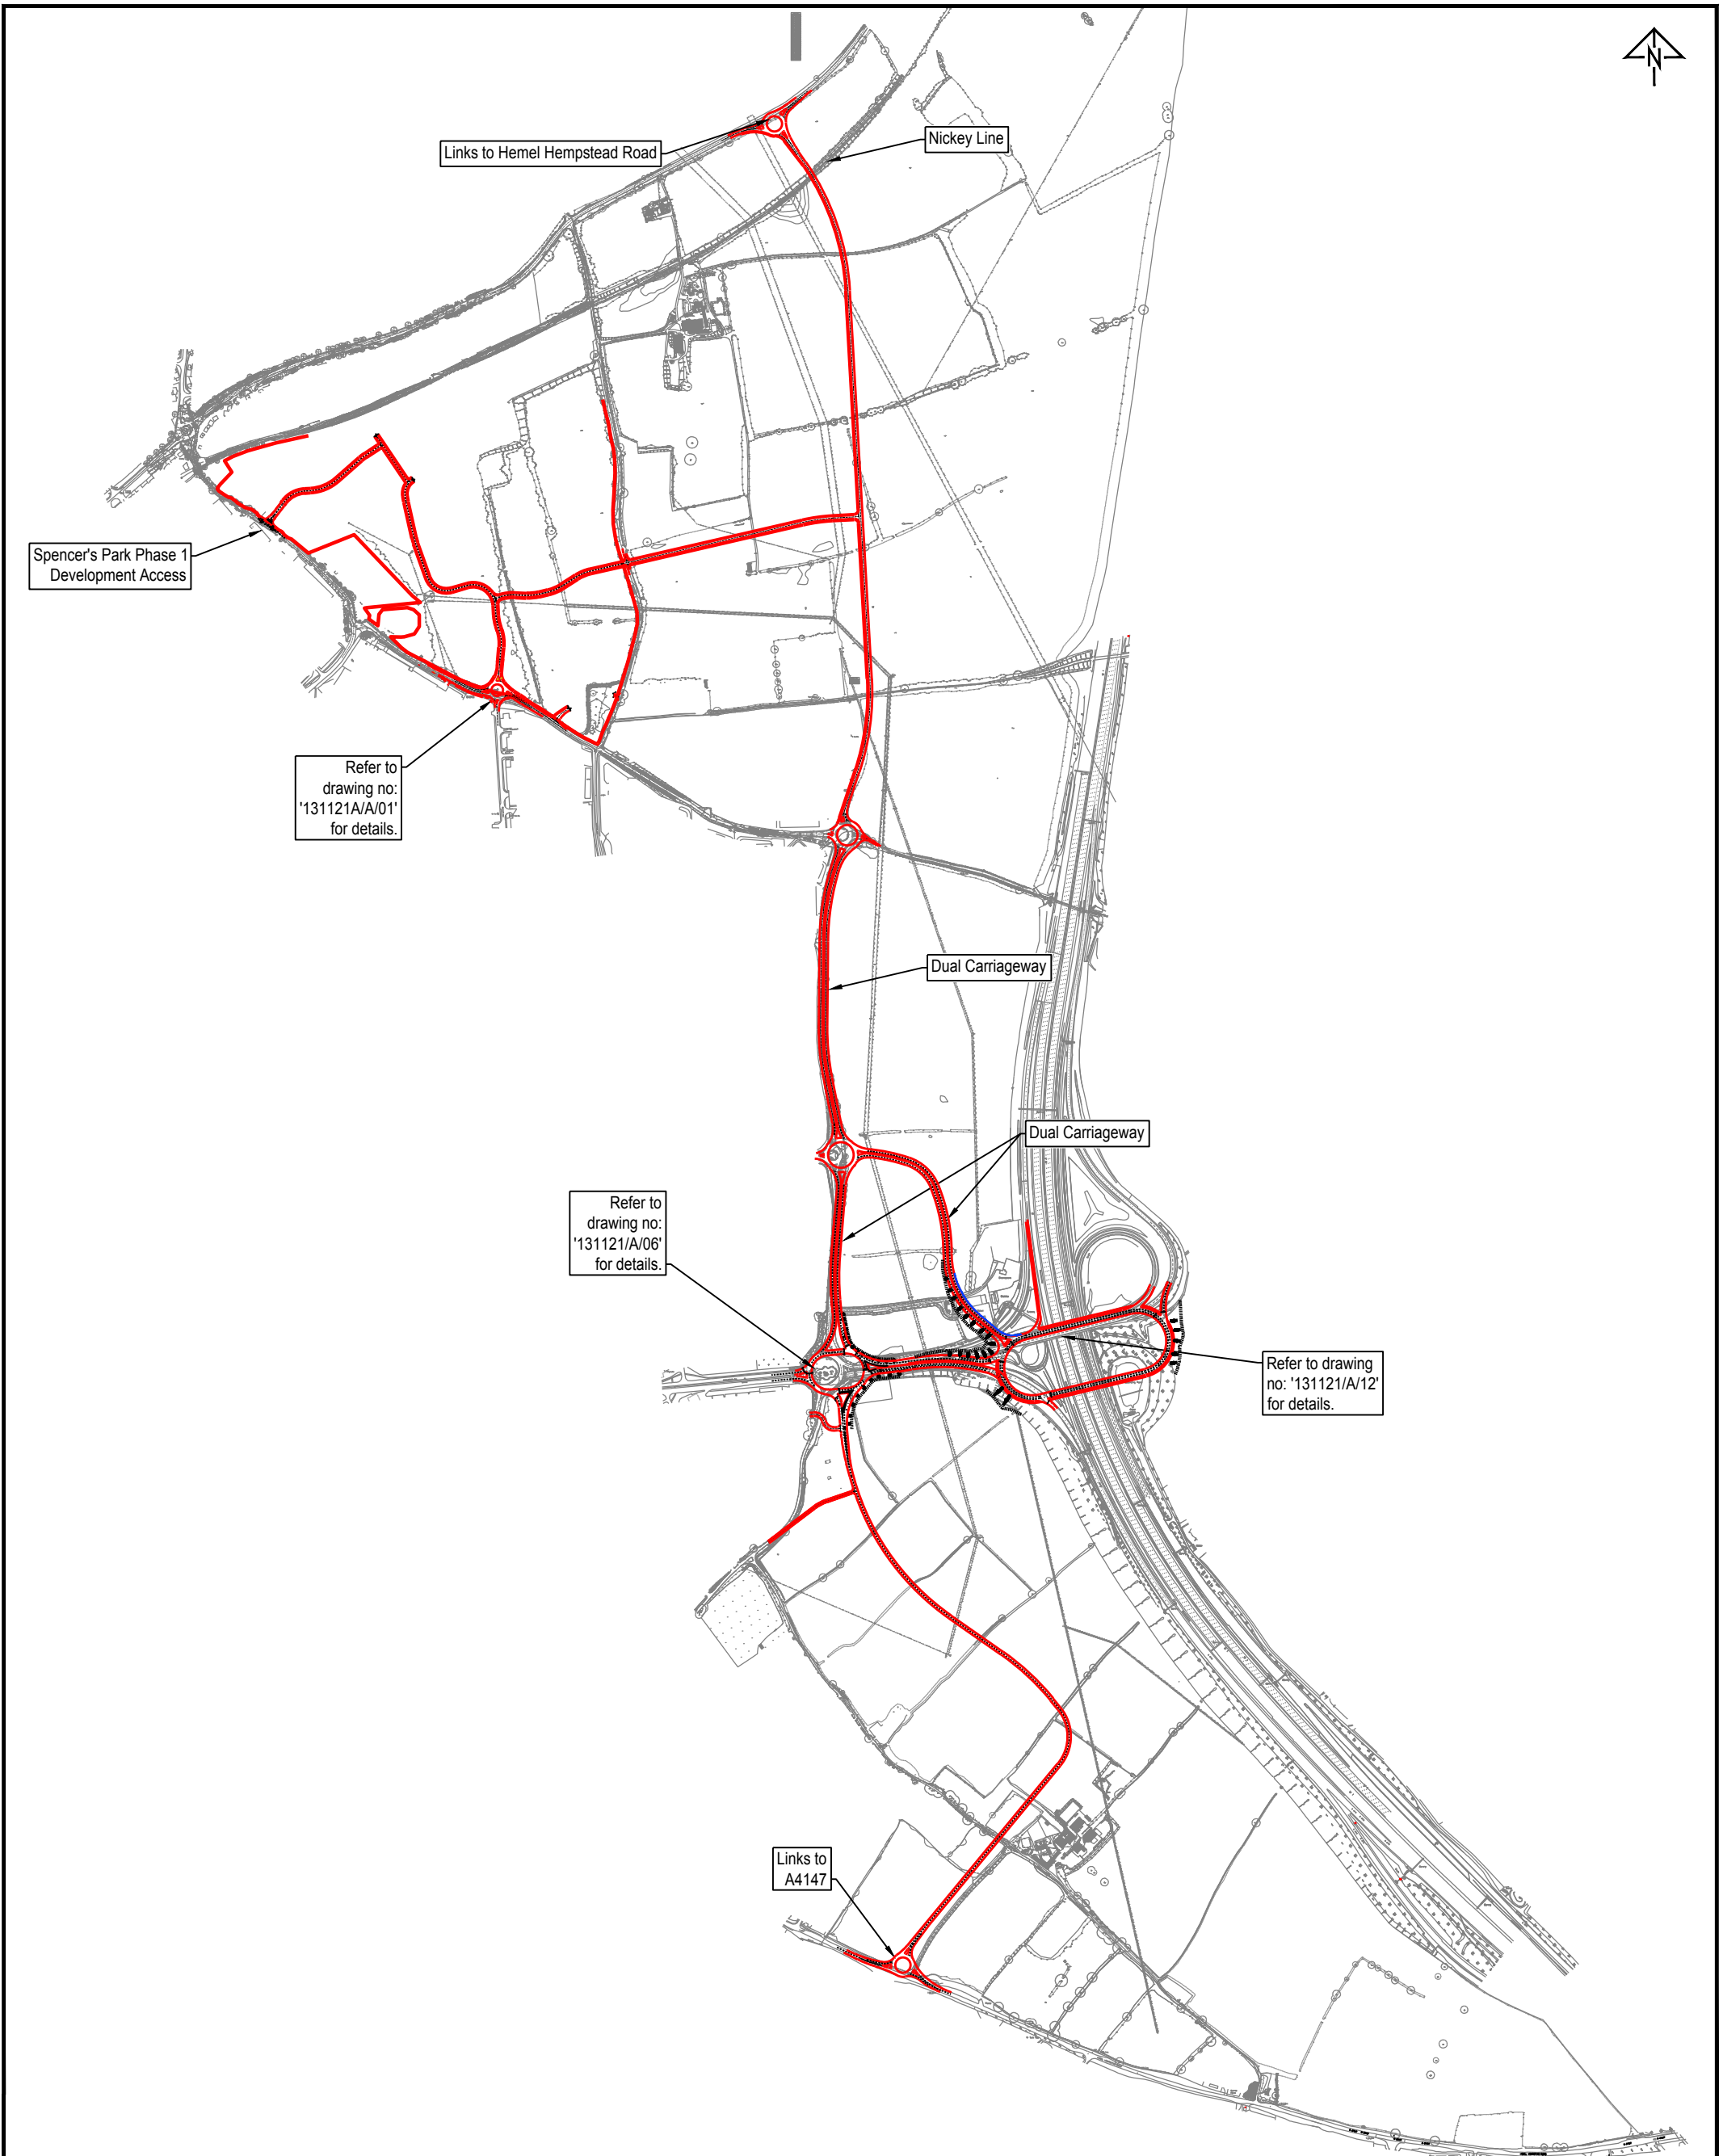 N
Links to Hemel Hempstead Road
Nickey Line
Spencer's Park Phase 1
Development Access
Refer to
drawing no:
'131121A/A/01'
for details.
Dual Carriageway
Dual Carriageway
Refer to
drawing no:
'131121/A/06'
for details.
Refer to drawing
no: '131121/A/12'
for details.
Links to
A4147